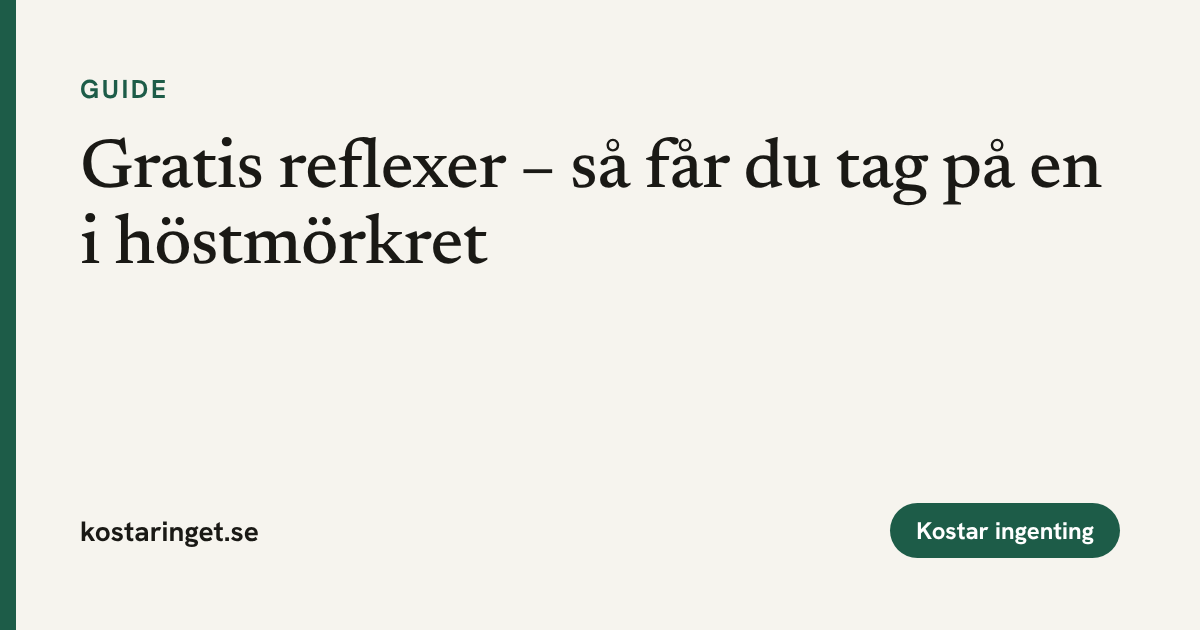 GUIDE
Gratis reflexer – så får du tag på en
i höstmörkret
kostaringet.se
Kostar ingenting